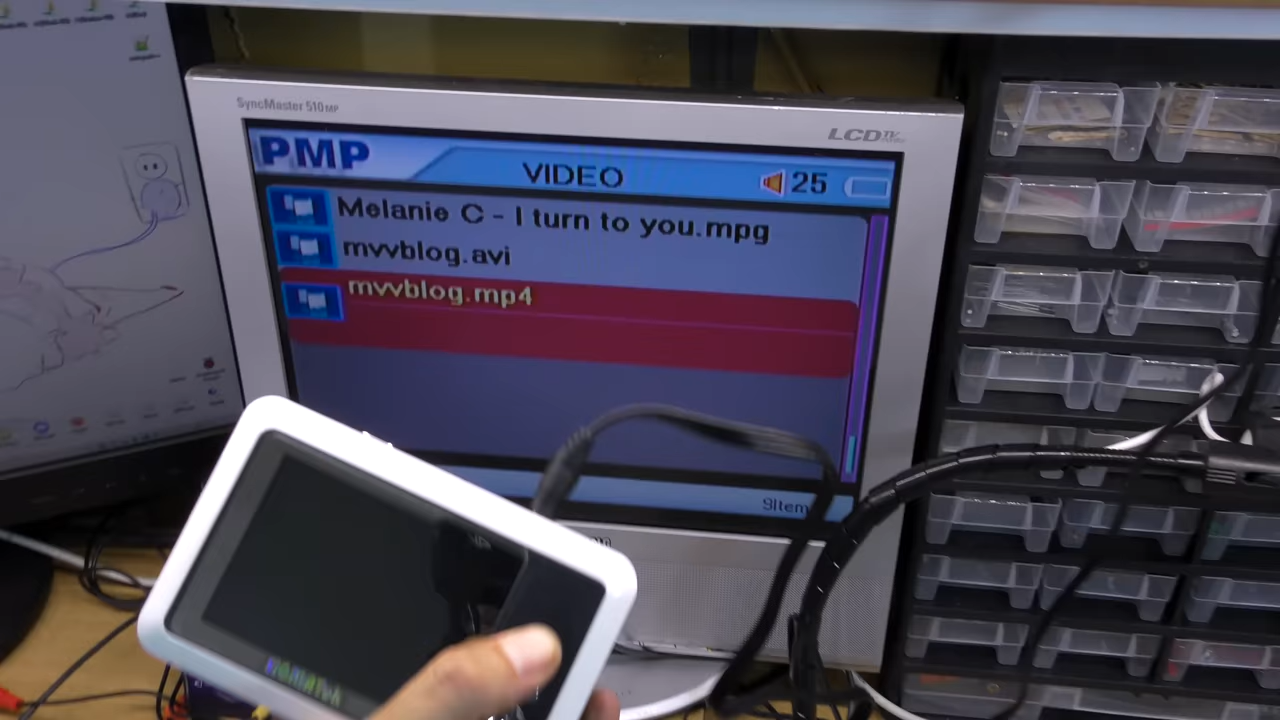 SyncMaster 510MP
LCD TV
PMP
VIDEO
25
Melanie C - I turn to you.mpg
mvvblog.avi
mvvblog.mp4
9Item